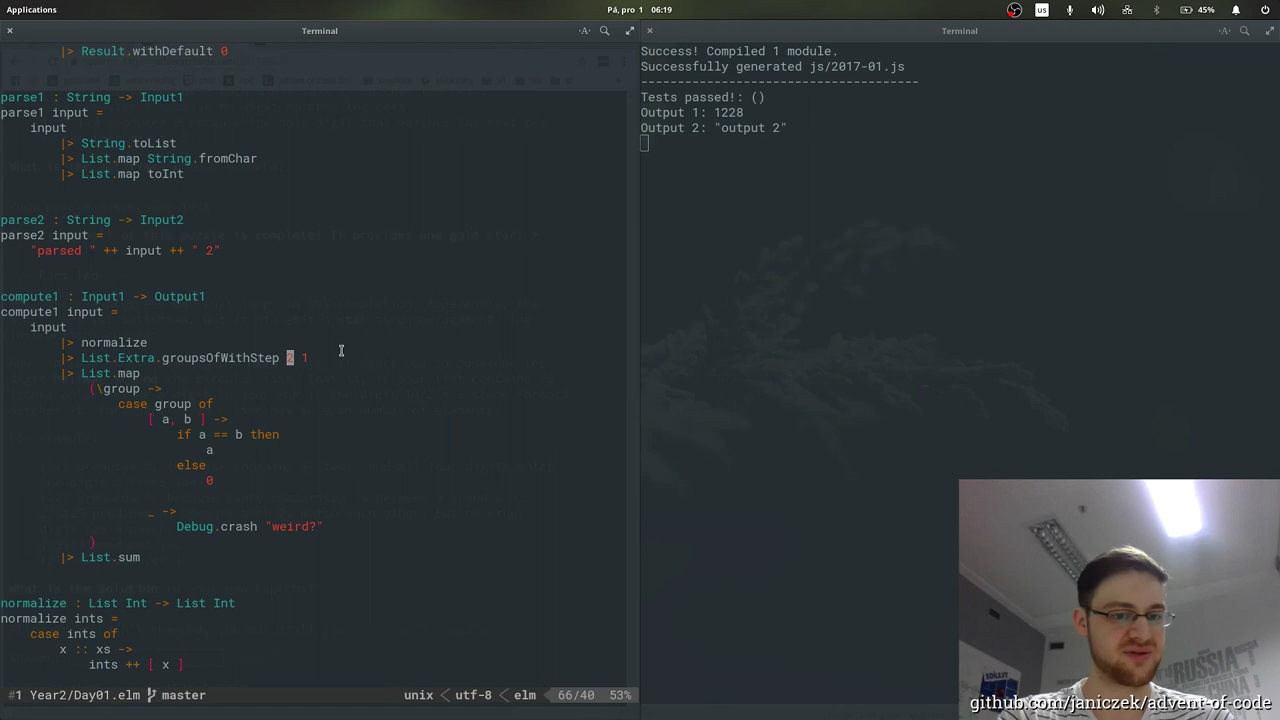 Applications
Pá, pro 1 06:19
us
45%
Terminal
-A-
|> Result.withDefault 0
parse1 : String -> Input1
parse1 input =
input
|> String.toList
|> List.map String.fromChar
|> List.map toInt
parse2 : String -> Input2
parse2 input =
"parsed " ++ input ++ " 2"
compute1 : Input1 -> Output1
compute1 input =
input
|> normalize
|> List.Extra.groupsOfWithStep 2 1
|> List.map
(\group ->
case group of
[ a, b ] ->
if a == b then
a
else
0
_ ->
Debug.crash "weird?"
)
|> List.sum
normalize : List Int -> List Int
normalize ints =
case ints of
x :: xs ->
ints ++ [ x ]
#1 Year2/Day01.elm master unix < utf-8 < elm 66/40 53%
Terminal
-A-
Success! Compiled 1 module.
Successfully generated js/2017-01.js
--------------------------------------
Tests passed!: ()
Output 1: 1228
Output 2: "output 2"
RUSSIA
github.com/janiczek/advent-of-code